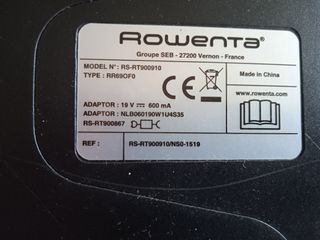 Rowenta®
Groupe SEB - 27200 Vernon - France
MODEL N°: RS-RT900910
TYPE : RR69OF0
CE
Made in China
ADAPTOR : 19 V ⎓ 600 mA
ADAPTOR : NLB060190W1U4S35
RS-RT900867
www.rowenta.com
REF : RS-RT900910/NS0-1519